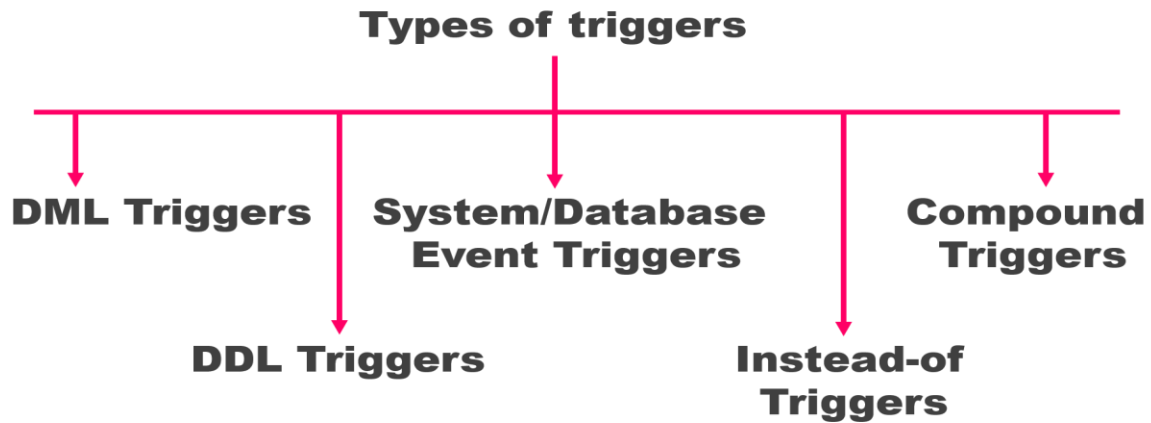 Types of triggers
DML Triggers
System/Database
Event Triggers
Compound
Triggers
DDL Triggers
Instead-of
Triggers